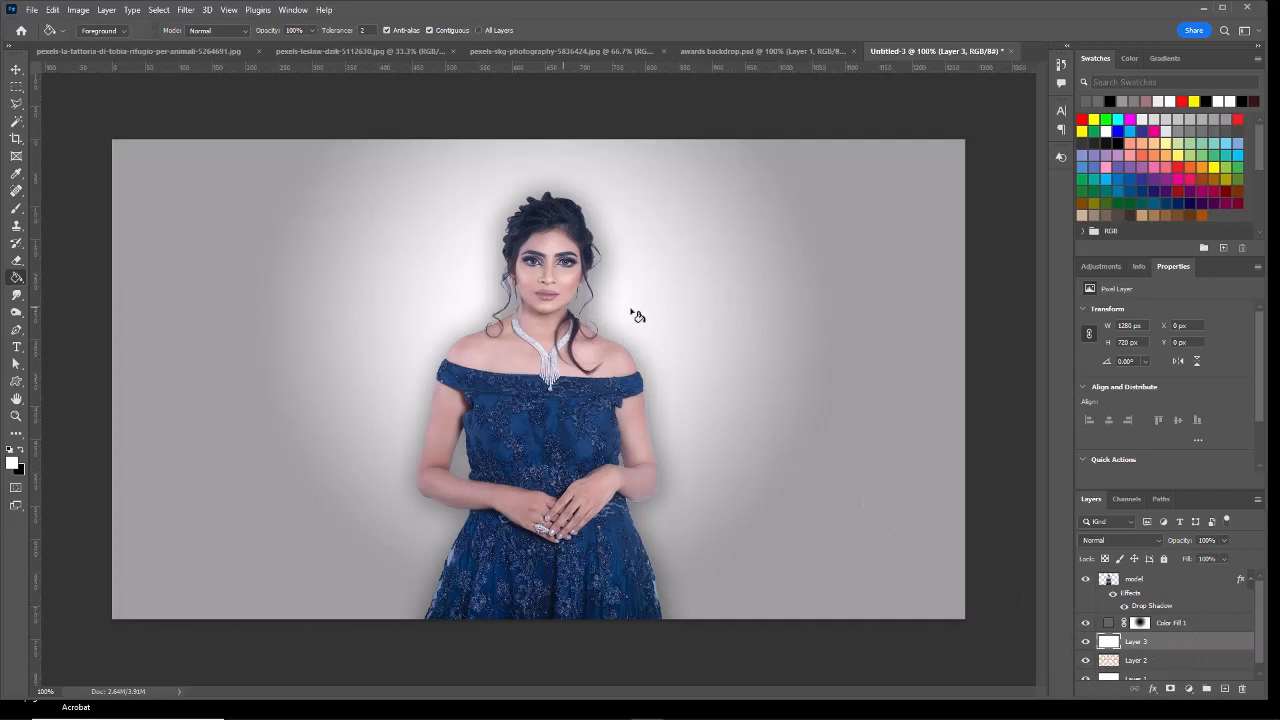 File Edit Image Layer Type Select Filter 3D View Plugins Window Help
Foreground Mode: Normal Opacity: 100% Tolerance: 2 Anti-alias Contiguous All Layers Share
pexels-la-fattoria-di-tobia-rifugio-per-animali-5264691.jpg × pexels-leslaw-dzik-5112630.jpg @ 33.3% (RGB/... × pexels-skg-photography-5836424.jpg @ 66.7% (RGB/... × awards backdrop.psd @ 100% (Layer 1, RGB/8... × Untitled-3 @ 100% (Layer 3, RGB/8#) * ×
Swatches Color Gradients
Search Swatches
RGB
Adjustments Info Properties
Pixel Layer
Transform
W 1280 px X 0 px
H 720 px Y 0 px
0.00°
Align and Distribute
Align:
Quick Actions
Layers Channels Paths
Kind
Normal Opacity: 100%
Lock: Fill: 100%
model fx
Effects
Drop Shadow
Color Fill 1
Layer 3
Layer 2
Layer 1
100% Doc: 2.64M/3.91M
Acrobat